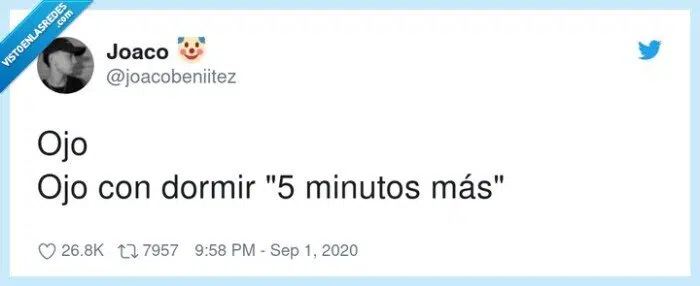 VISTOENLASREDES
.com
Joaco 🤡
@joacobeniitez
Ojo
Ojo con dormir "5 minutos más"
26.8K 7957 9:58 PM - Sep 1, 2020